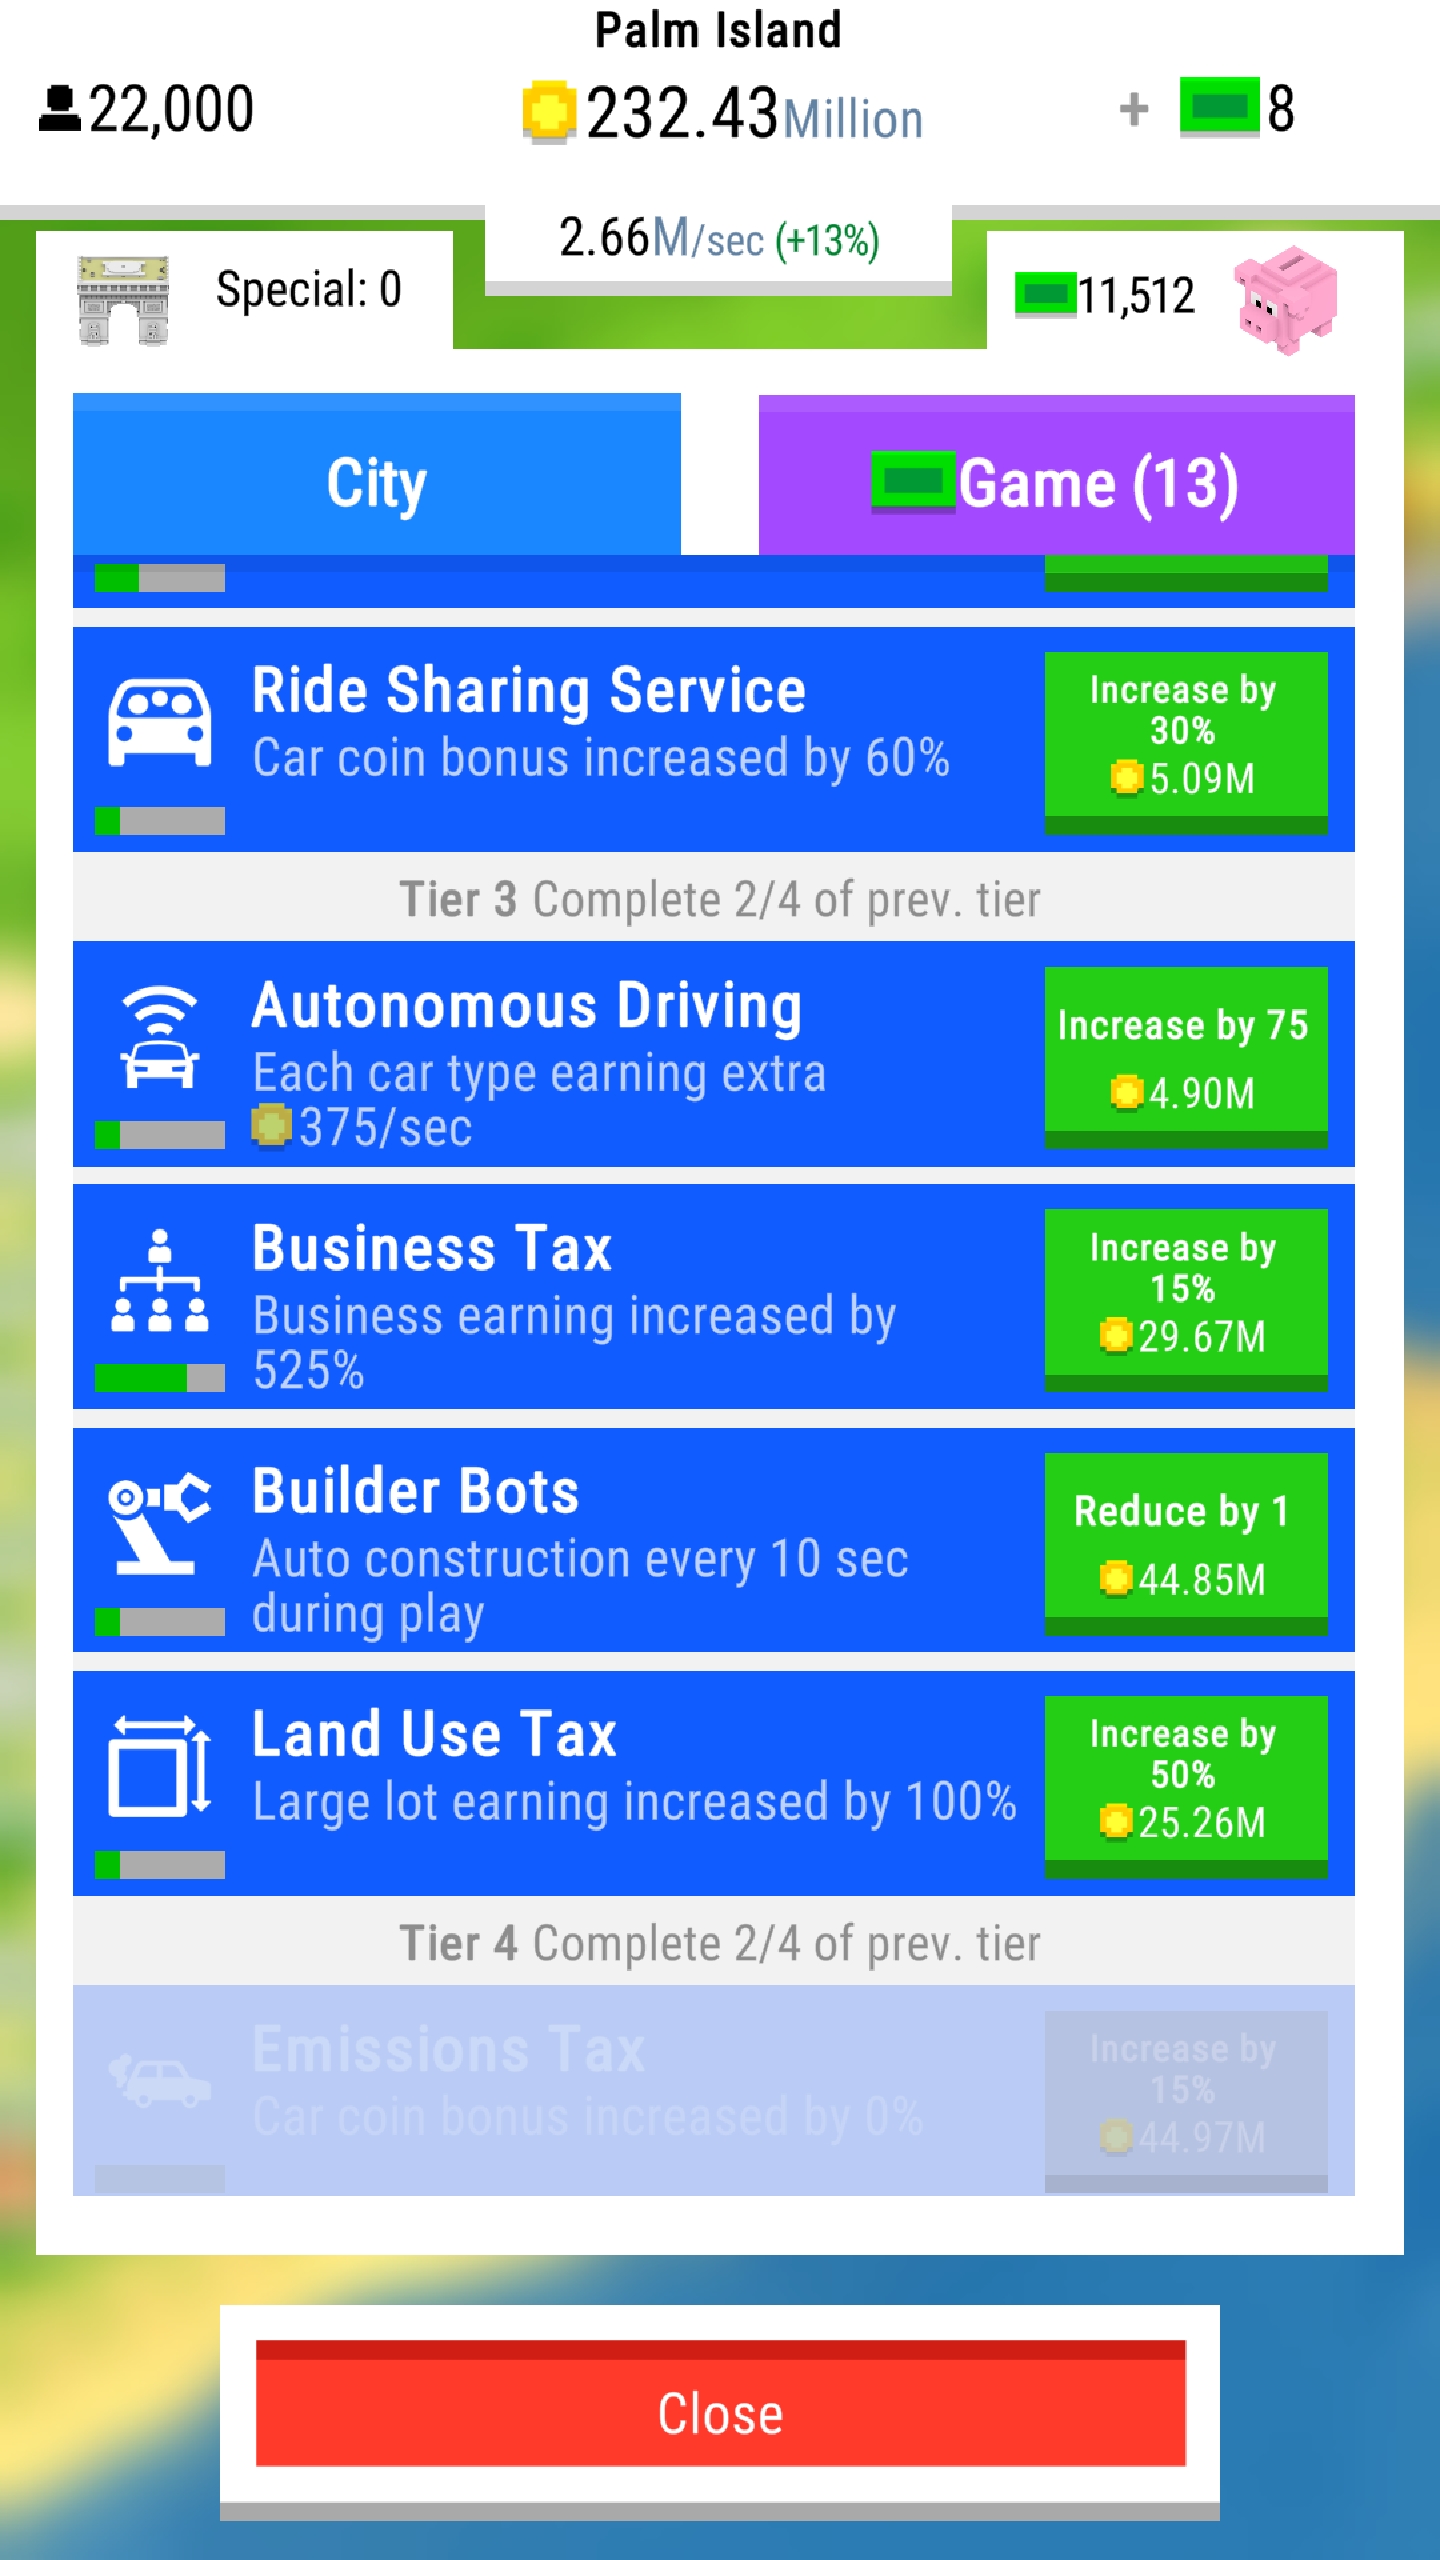 Palm Island
22,000
232.43Million
+ 8
2.66M/sec (+13%)
Special: 0
11,512
City
Game (13)
Ride Sharing Service
Car coin bonus increased by 60%
Increase by
30%
5.09M
Tier 3 Complete 2/4 of prev. tier
Autonomous Driving
Each car type earning extra
375/sec
Increase by 75
4.90M
Business Tax
Business earning increased by
525%
Increase by
15%
29.67M
Builder Bots
Auto construction every 10 sec
during play
Reduce by 1
44.85M
Land Use Tax
Large lot earning increased by 100%
Increase by
50%
25.26M
Tier 4 Complete 2/4 of prev. tier
Emissions Tax
Car coin bonus increased by 0%
Increase by
15%
44.97M
Close